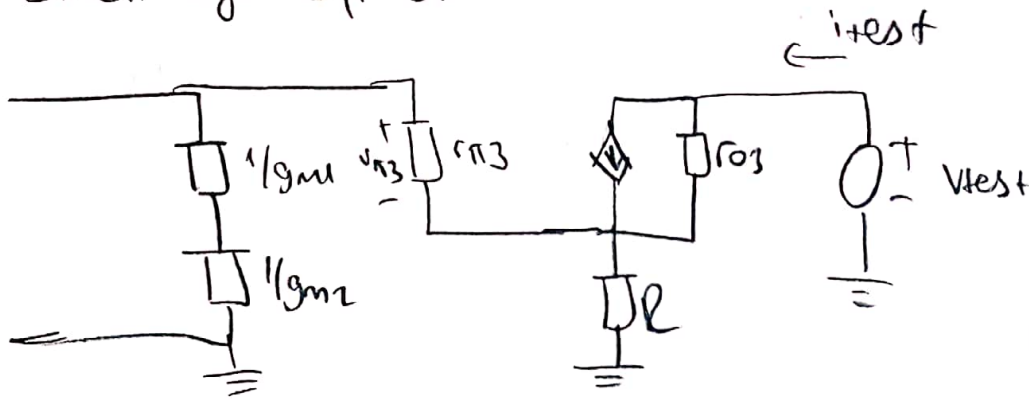 itest
1/gm1
+
vπ3
-
rπ3
ro3
+
-
Vtest
1/gm2
R